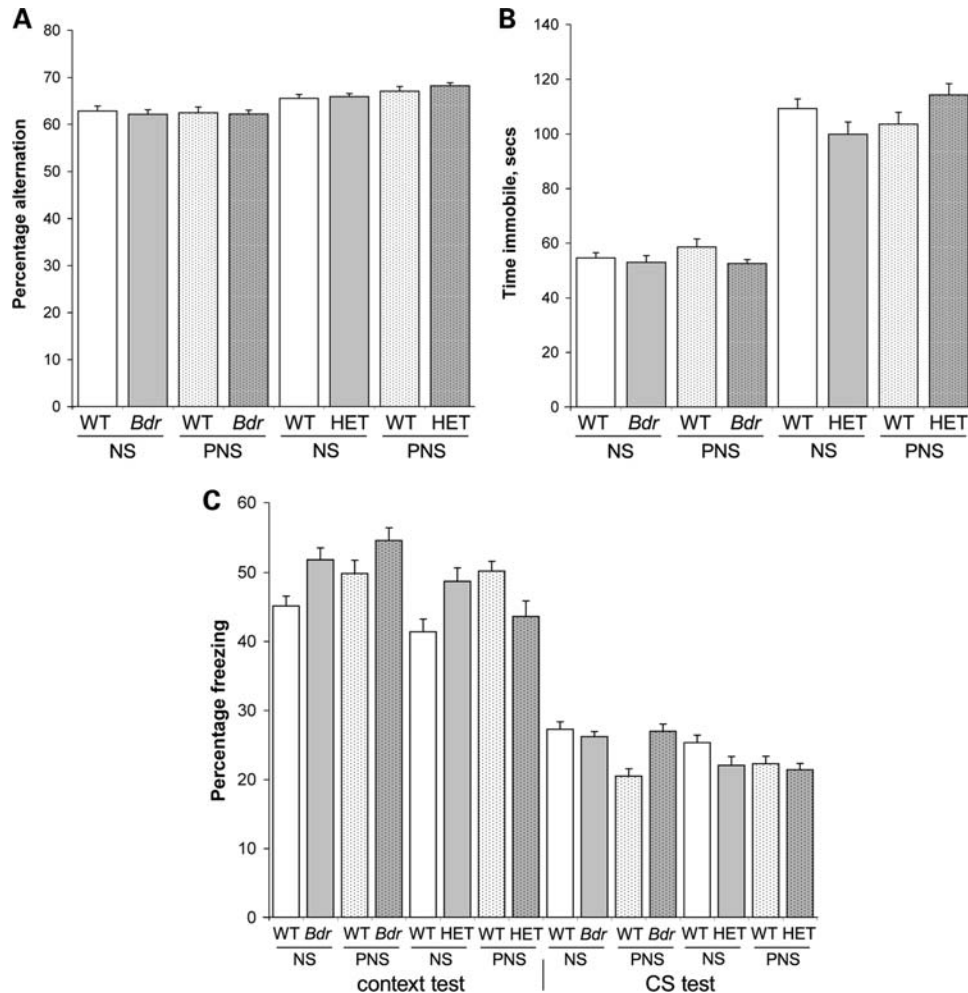 A
Percentage alternation
80
70
60
50
40
30
20
10
0
WT Bdr WT Bdr WT HET WT HET
NS PNS NS PNS
B
Time immobile, secs
140
120
100
80
60
40
20
0
WT Bdr WT Bdr WT HET WT HET
NS PNS NS PNS
C
Percentage freezing
60
50
40
30
20
10
0
WT Bdr WT Bdr WT HET WT HET WT Bdr WT Bdr WT HET WT HET
NS PNS NS PNS NS PNS NS PNS
context test CS test